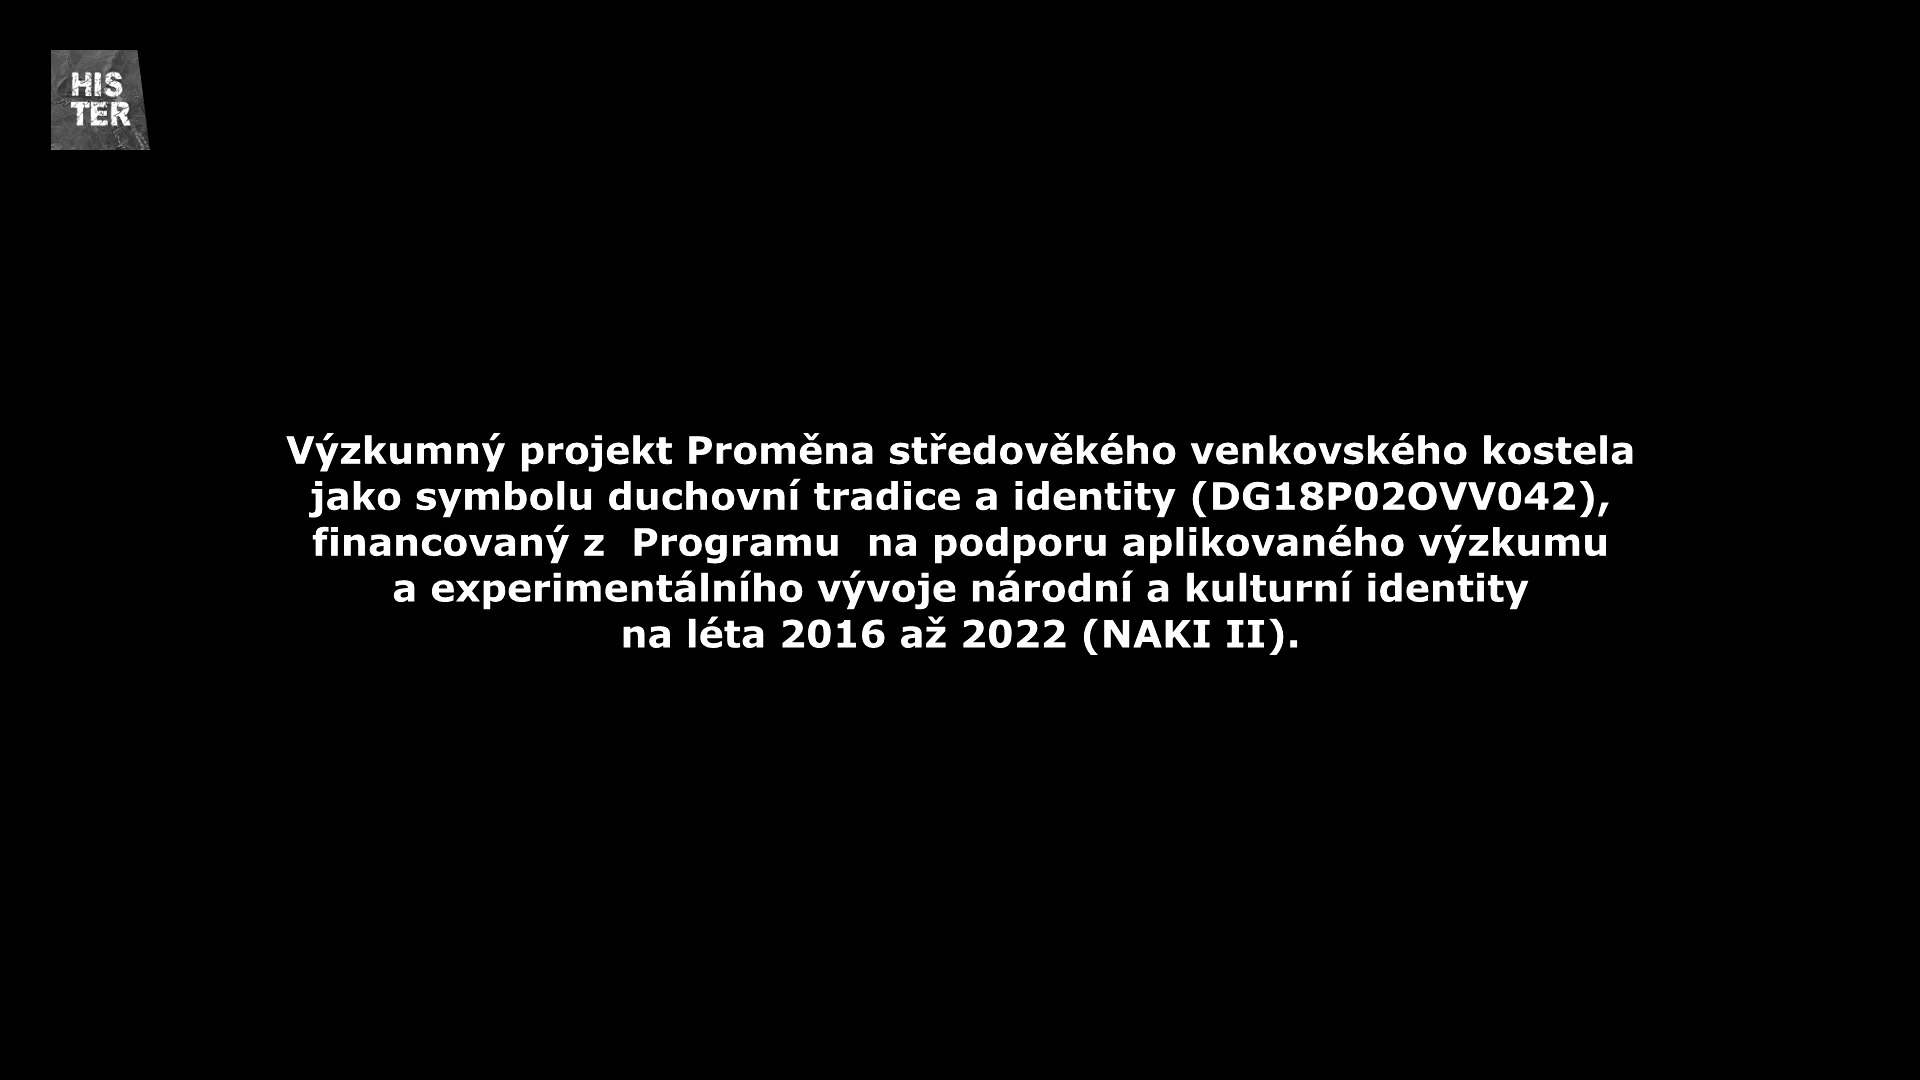 HIS
TER
Výzkumný projekt Proměna středověkého venkovského kostela
jako symbolu duchovní tradice a identity (DG18P02OVV042),
financovaný z  Programu  na podporu aplikovaného výzkumu
a experimentálního vývoje národní a kulturní identity
na léta 2016 až 2022 (NAKI II).